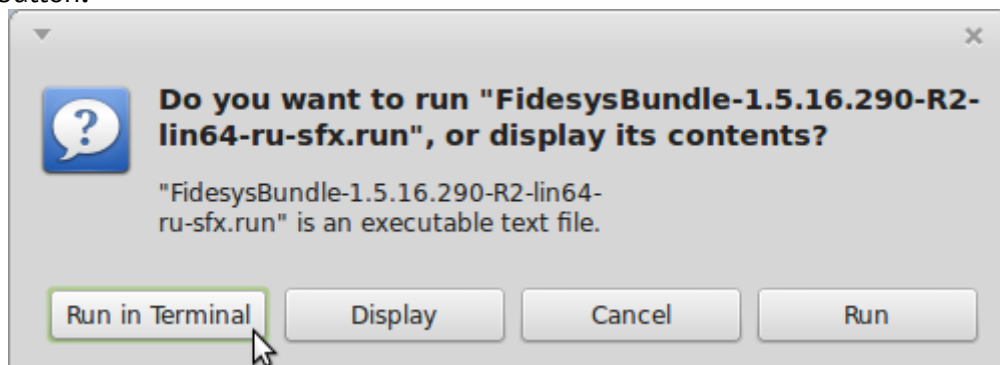 button.
Do you want to run "FidesysBundle-1.5.16.290-R2-
lin64-ru-sfx.run", or display its contents?
"FidesysBundle-1.5.16.290-R2-lin64-
ru-sfx.run" is an executable text file.
Run in Terminal Display Cancel Run